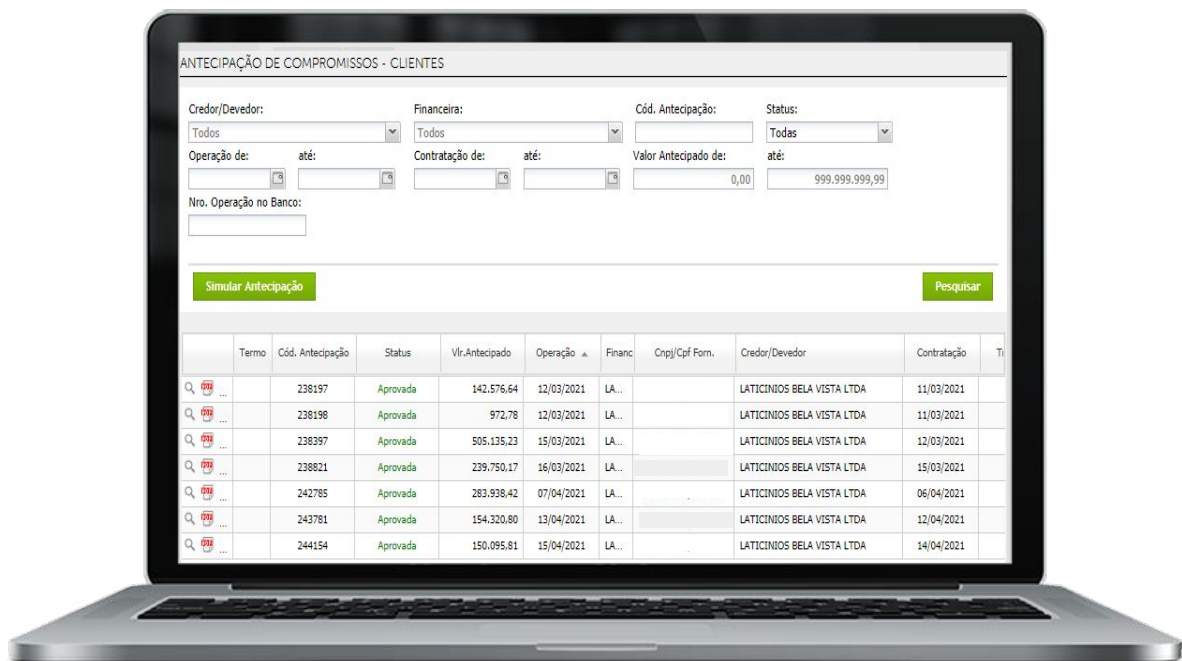 ANTECIPAÇÃO DE COMPROMISSOS - CLIENTES
Credor/Devedor: Financeira: Cód. Antecipação: Status:
Todos Todos Todas
Operação de: até: Contratação de: até: Valor Antecipado de: até:
0,00 999.999.999,99
Nro. Operação no Banco:
Simular Antecipação Pesquisar
Termo Cód. Antecipação Status Vlr.Antecipado Operação Financ Cnpj/Cpf Forn. Credor/Devedor Contratação
238197 Aprovada 142.576,64 12/03/2021 LA... LATICINIOS BELA VISTA LTDA 11/03/2021
238198 Aprovada 972,78 12/03/2021 LA... LATICINIOS BELA VISTA LTDA 11/03/2021
238397 Aprovada 505.135,23 15/03/2021 LA... LATICINIOS BELA VISTA LTDA 12/03/2021
238821 Aprovada 239.750,17 16/03/2021 LA... LATICINIOS BELA VISTA LTDA 15/03/2021
242785 Aprovada 283.938,42 07/04/2021 LA... LATICINIOS BELA VISTA LTDA 06/04/2021
243781 Aprovada 154.320,80 13/04/2021 LA... LATICINIOS BELA VISTA LTDA 12/04/2021
244154 Aprovada 150.095,81 15/04/2021 LA... LATICINIOS BELA VISTA LTDA 14/04/2021